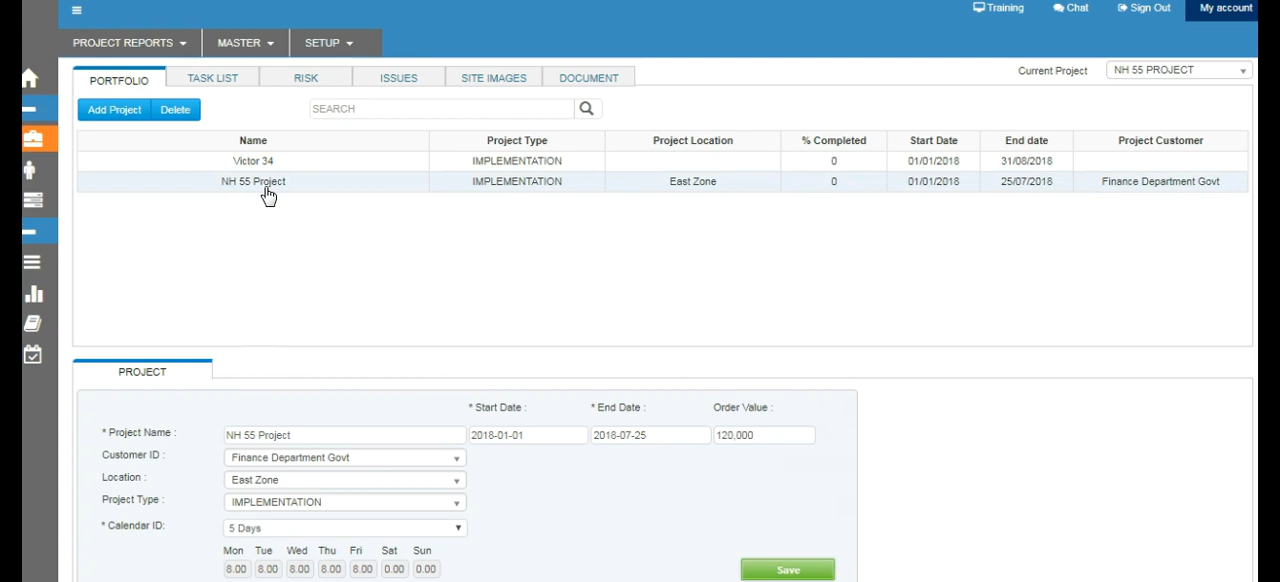 Training Chat Sign Out My account
PROJECT REPORTS MASTER SETUP
PORTFOLIO TASK LIST RISK ISSUES SITE IMAGES DOCUMENT Current Project NH 55 PROJECT
Add Project Delete SEARCH
Name Project Type Project Location % Completed Start Date End date Project Customer
Victor 34 IMPLEMENTATION 0 01/01/2018 31/08/2018
NH 55 Project IMPLEMENTATION East Zone 0 01/01/2018 25/07/2018 Finance Department Govt
PROJECT
* Start Date : * End Date : Order Value :
* Project Name : NH 55 Project 2018-01-01 2018-07-25 120,000
Customer ID : Finance Department Govt
Location : East Zone
Project Type : IMPLEMENTATION
* Calendar ID: 5 Days
Mon Tue Wed Thu Fri Sat Sun
8.00 8.00 8.00 8.00 8.00 0.00 0.00 Save